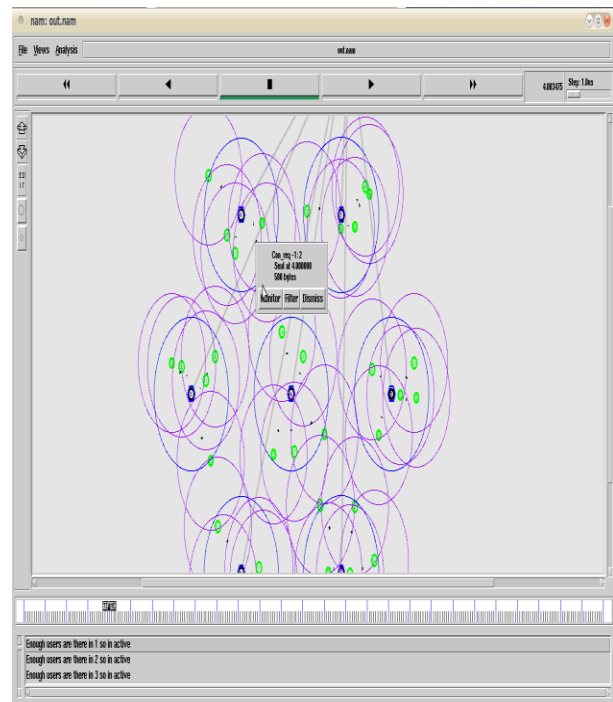 nam: out.nam
File Views Analysis out.nam
4.003475 Step: 1.0ms
ED
IT
Con_req -1: 2
Sent at 4.000000
500 bytes
Monitor Filter Dismiss
Enough users are there in 1 so in active
Enough users are there in 2 so in active
Enough users are there in 3 so in active